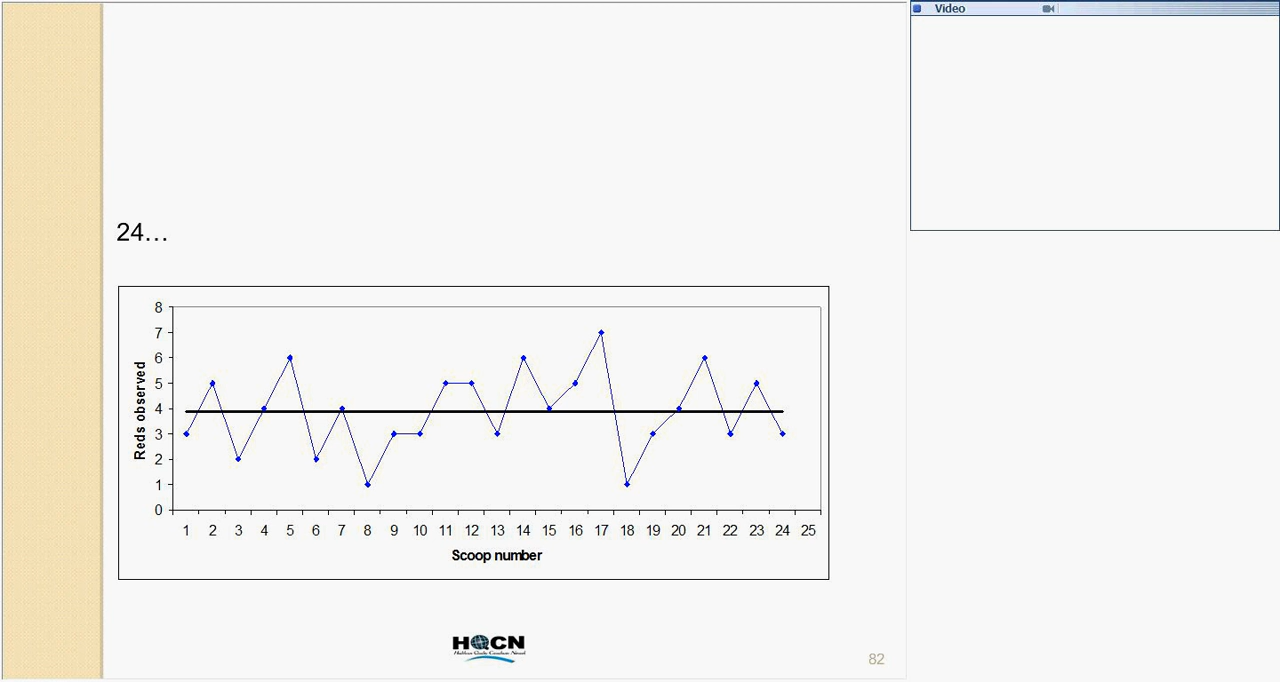 Video
24…
8
7
6
5
4
3
2
1
0
Reds observed
1 2 3 4 5 6 7 8 9 10 11 12 13 14 15 16 17 18 19 20 21 22 23 24 25
Scoop number
HQCN
82